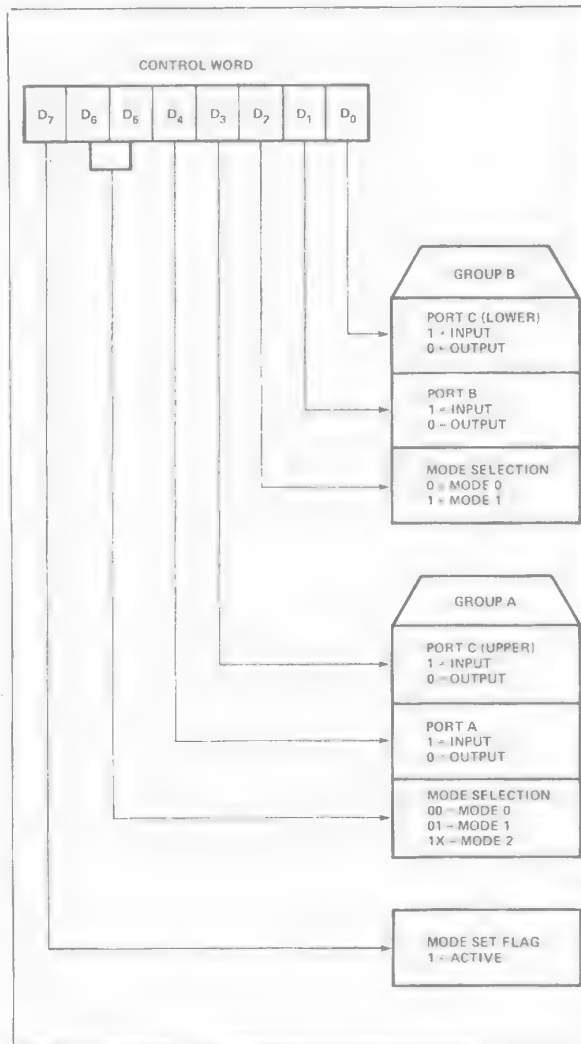 CONTROL WORD
D7 D6 D5 D4 D3 D2 D1 D0
GROUP B
PORT C (LOWER)
1 = INPUT
0 = OUTPUT
PORT B
1 = INPUT
0 = OUTPUT
MODE SELECTION
0 = MODE 0
1 = MODE 1
GROUP A
PORT C (UPPER)
1 = INPUT
0 = OUTPUT
PORT A
1 = INPUT
0 = OUTPUT
MODE SELECTION
00 = MODE 0
01 = MODE 1
1X = MODE 2
MODE SET FLAG
1 = ACTIVE